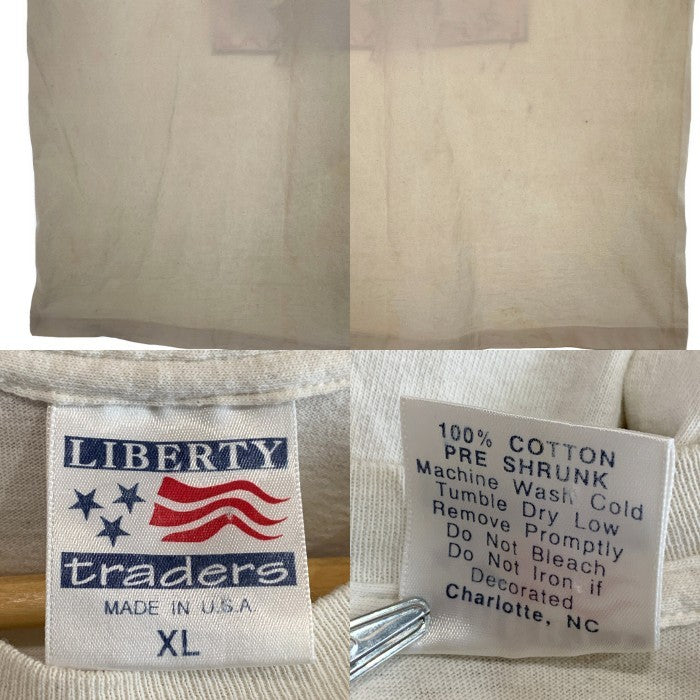 LIBERTY
traders
MADE IN U.S.A.
XL
100% COTTON
PRE SHRUNK
Machine Wash Cold
Tumble Dry Low
Remove Promptly
Do Not Bleach
Do Not Iron if
Decorated
Charlotte, NC